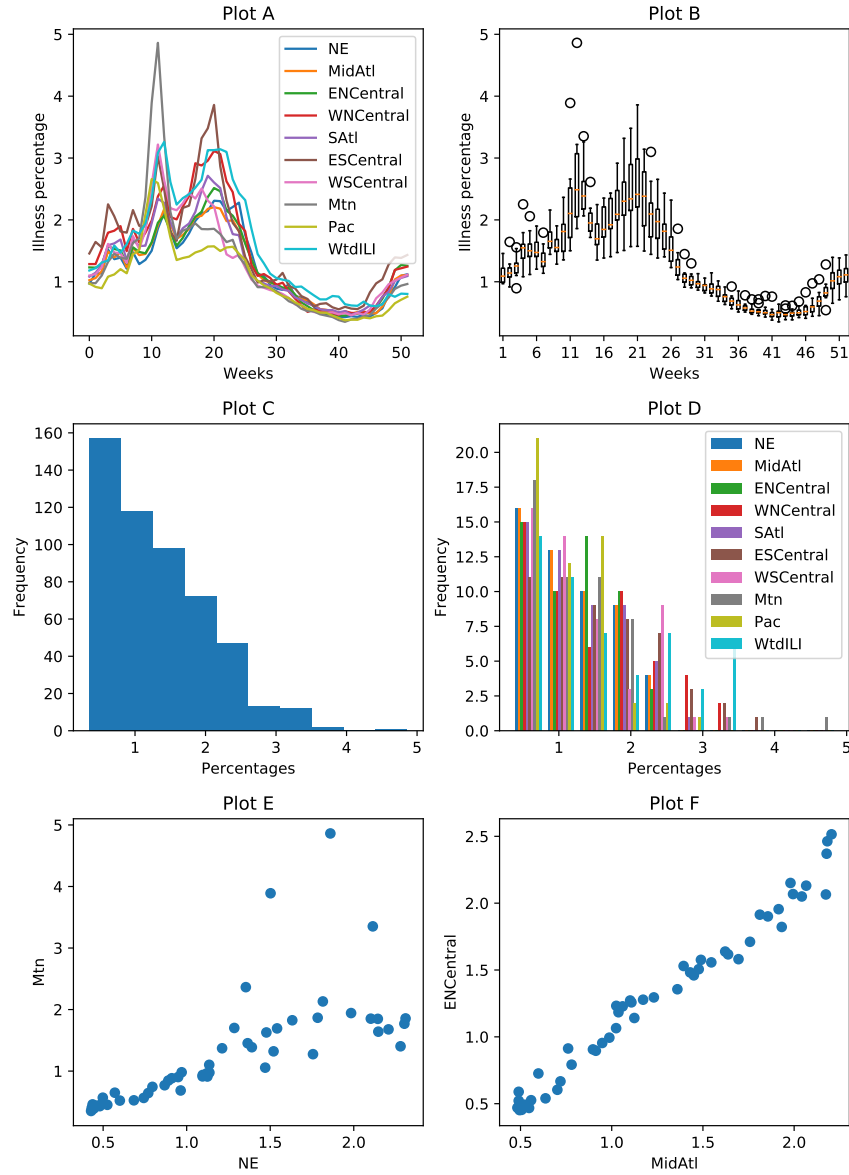 Plot A
5
4
3
2
1
Illness percentage
0 10 20 30 40 50
Weeks
NE
MidAtl
ENCentral
WNCentral
SAtl
ESCentral
WSCentral
Mtn
Pac
WtdILI
Plot B
5
4
3
2
1
Illness percentage
1 6 11 16 21 26 31 36 41 46 51
Weeks
Plot C
160
140
120
100
80
60
40
20
0
Frequency
1 2 3 4 5
Percentages
Plot D
20.0
17.5
15.0
12.5
10.0
7.5
5.0
2.5
0.0
Frequency
1 2 3 4 5
Percentages
NE
MidAtl
ENCentral
WNCentral
SAtl
ESCentral
WSCentral
Mtn
Pac
WtdILI
Plot E
5
4
3
2
1
Mtn
0.5 1.0 1.5 2.0
NE
Plot F
2.5
2.0
1.5
1.0
0.5
ENCentral
0.5 1.0 1.5 2.0
MidAtl